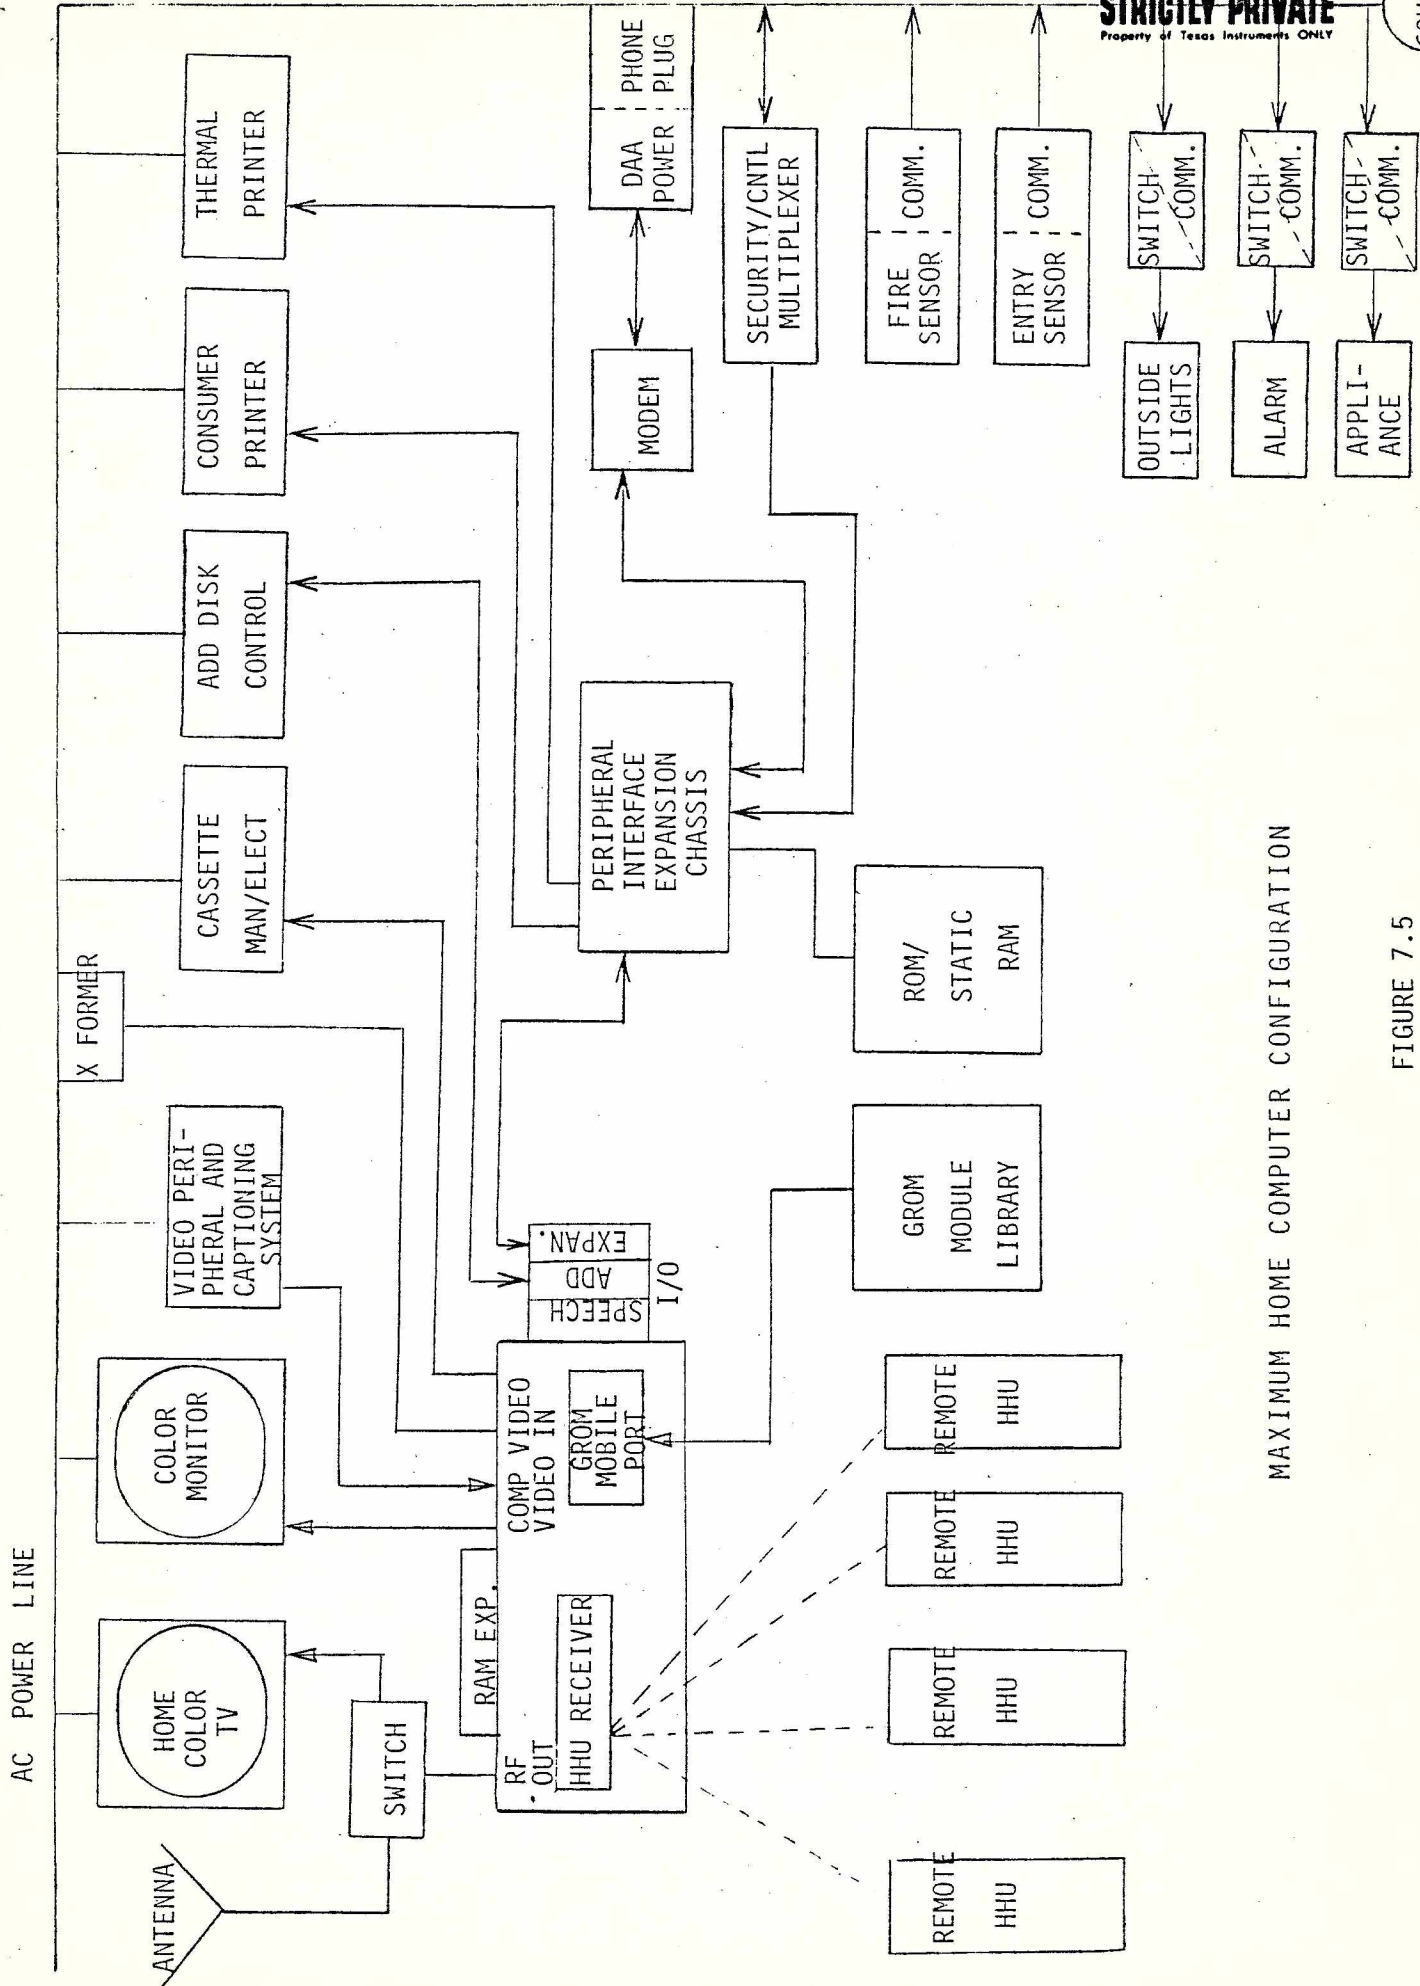 STRICTLY PRIVATE
Property of Texas Instruments ONLY
AC POWER LINE
ANTENNA
HOME
COLOR
TV
COLOR
MONITOR
VIDEO PERI-
PHERAL AND
CAPTIONING
SYSTEM
X FORMER
CASSETTE
MAN/ELECT
ADD DISK
CONTROL
CONSUMER
PRINTER
THERMAL
PRINTER
SWITCH
RAM EXP.
RF
OUT
COMP VIDEO
VIDEO IN
HHU RECEIVER
GROM
MOBILE
PORT
SPEECH
ADD
EXPAN.
I/O
PERIPHERAL
INTERFACE
EXPANSION
CHASSIS
MODEM
DAA
POWER
PHONE
PLUG
SECURITY/CNTL
MULTIPLEXER
FIRE
SENSOR
COMM.
ENTRY
SENSOR
COMM.
GROM
MODULE
LIBRARY
ROM/
STATIC
RAM
REMOTE
HHU
REMOTE
HHU
REMOTE
HHU
REMOTE
HHU
OUTSIDE
LIGHTS
SWITCH
COMM.
ALARM
SWITCH
COMM.
APPLI-
ANCE
SWITCH
COMM.
MAXIMUM HOME COMPUTER CONFIGURATION
FIGURE 7.5